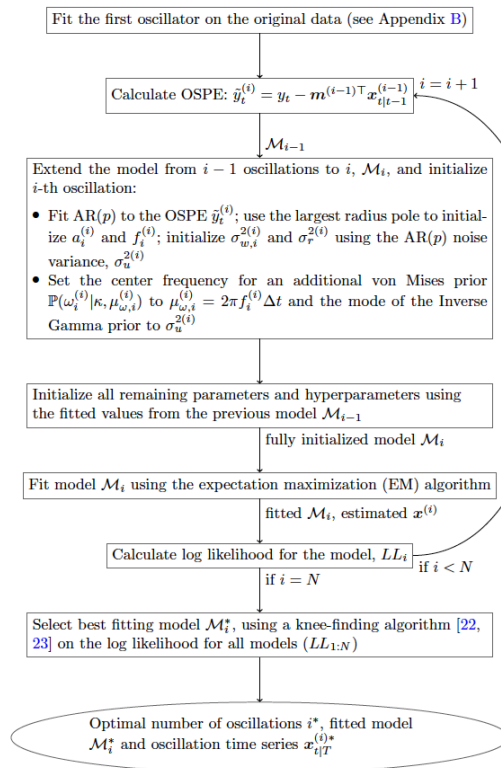 Fit the first oscillator on the original data (see Appendix B)
Calculate OSPE: ỹ_t^{(i)} = y_t − m^{(i−1)⊤} x_{t|t−1}^{(i−1)}
i = i + 1
ℳ_{i−1}
Extend the model from i − 1 oscillations to i, ℳ_i, and initialize
i-th oscillation:
• Fit AR(p) to the OSPE ỹ_t^{(i)}; use the largest radius pole to initial-
ize a_i^{(i)} and f_i^{(i)}; initialize σ_{w,i}^{2(i)} and σ_r^{2(i)} using the AR(p) noise
variance, σ_u^{2(i)}
• Set the center frequency for an additional von Mises prior
ℙ(ω_i^{(i)}|κ, μ_{ω,i}^{(i)}) to μ_{ω,i}^{(i)} = 2πf_i^{(i)}Δt and the mode of the Inverse
Gamma prior to σ_u^{2(i)}
Initialize all remaining parameters and hyperparameters using
the fitted values from the previous model ℳ_{i−1}
fully initialized model ℳ_i
Fit model ℳ_i using the expectation maximization (EM) algorithm
fitted ℳ_i, estimated x^{(i)}
Calculate log likelihood for the model, LL_i
if i < N
if i = N
Select best fitting model ℳ_i^*, using a knee-finding algorithm [22,
23] on the log likelihood for all models (LL_{1:N})
Optimal number of oscillations i^*, fitted model
ℳ_i^* and oscillation time series x_{t|T}^{(i)*}